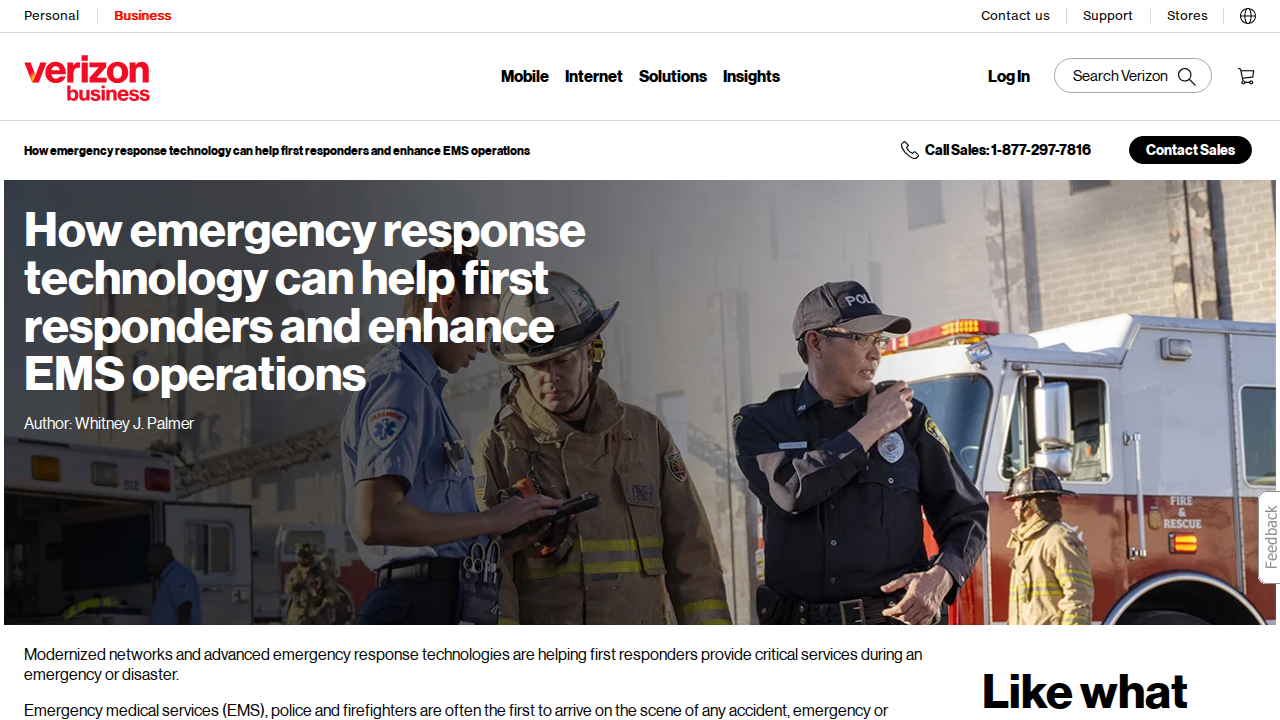 Personal
Business
Contact us
Support
Stores
verizon
business
Mobile
Internet
Solutions
Insights
Log In
Search Verizon
How emergency response technology can help first responders and enhance EMS operations
Call Sales: 1-877-297-7816
Contact Sales
How emergency response
technology can help first
responders and enhance
EMS operations
Author: Whitney J. Palmer
PARAMEDIC
512
FIRE
&
RESCUE
Feedback
Modernized networks and advanced emergency response technologies are helping first responders provide critical services during an
emergency or disaster.
Emergency medical services (EMS), police and firefighters are often the first to arrive on the scene of any accident, emergency or
Like what